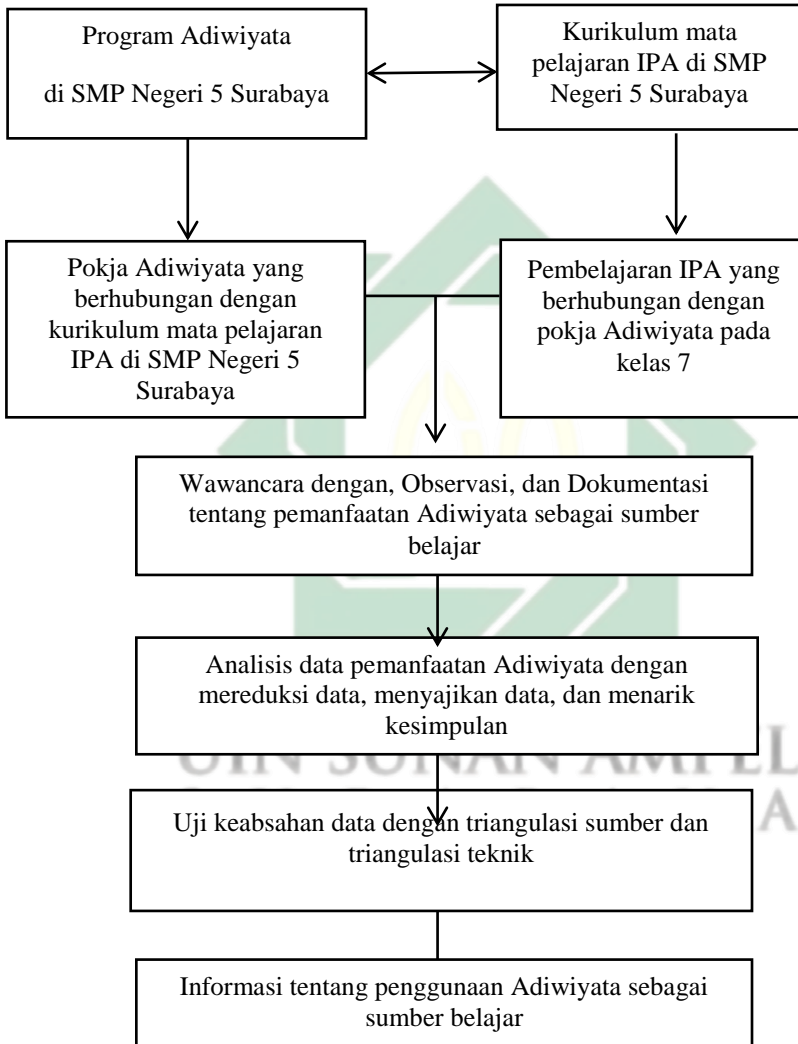 Program Adiwiyata
di SMP Negeri 5 Surabaya
Kurikulum mata
pelajaran IPA di SMP
Negeri 5 Surabaya
Pokja Adiwiyata yang
berhubungan dengan
kurikulum mata pelajaran
IPA di SMP Negeri 5
Surabaya
Pembelajaran IPA yang
berhubungan dengan
pokja Adiwiyata pada
kelas 7
Wawancara dengan, Observasi, dan Dokumentasi
tentang pemanfaatan Adiwiyata sebagai sumber
belajar
Analisis data pemanfaatan Adiwiyata dengan
mereduksi data, menyajikan data, dan menarik
kesimpulan
UIN SUNAN AMPEL
A
Uji keabsahan data dengan triangulasi sumber dan
triangulasi teknik
Informasi tentang penggunaan Adiwiyata sebagai
sumber belajar